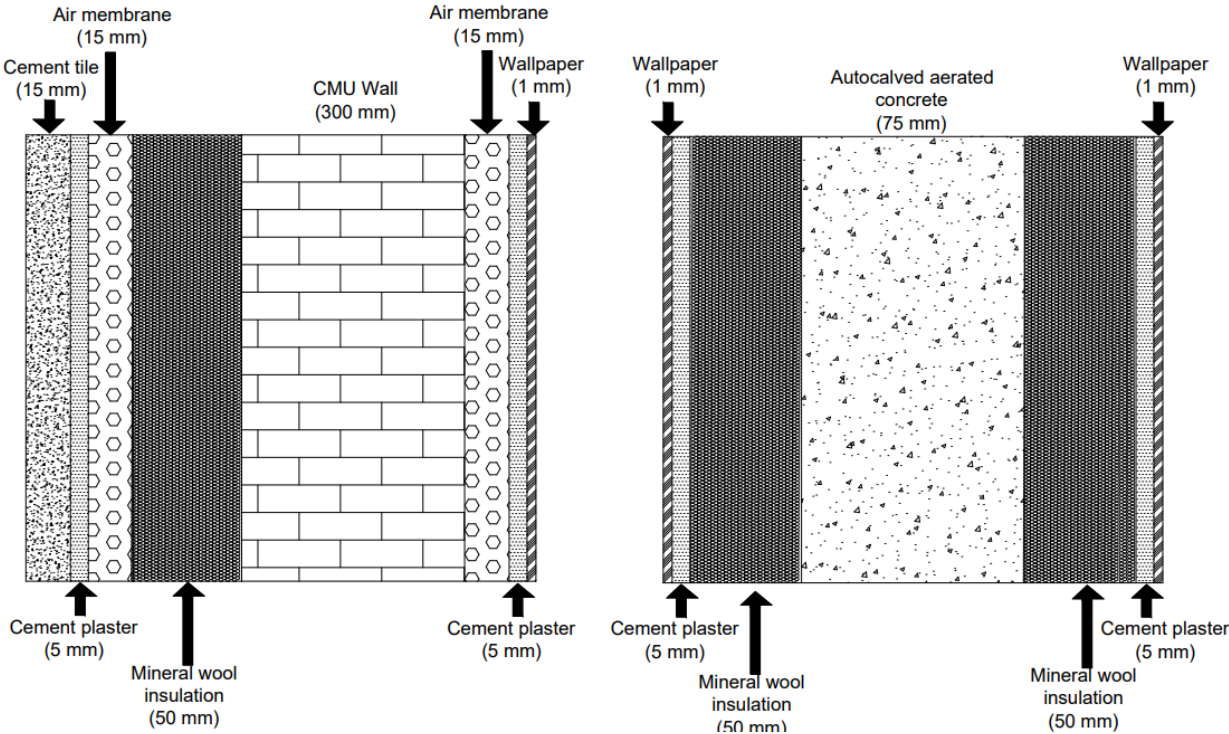 Air membrane
(15 mm)
Cement tile
(15 mm)
CMU Wall
(300 mm)
Air membrane
(15 mm)
Wallpaper
(1 mm)
Cement plaster
(5 mm)
Mineral wool
insulation
(50 mm)
Cement plaster
(5 mm)
Wallpaper
(1 mm)
Autocalved aerated
concrete
(75 mm)
Wallpaper
(1 mm)
Cement plaster
(5 mm)
Mineral wool
insulation
(50 mm)
Mineral wool
insulation
(50 mm)
Cement plaster
(5 mm)